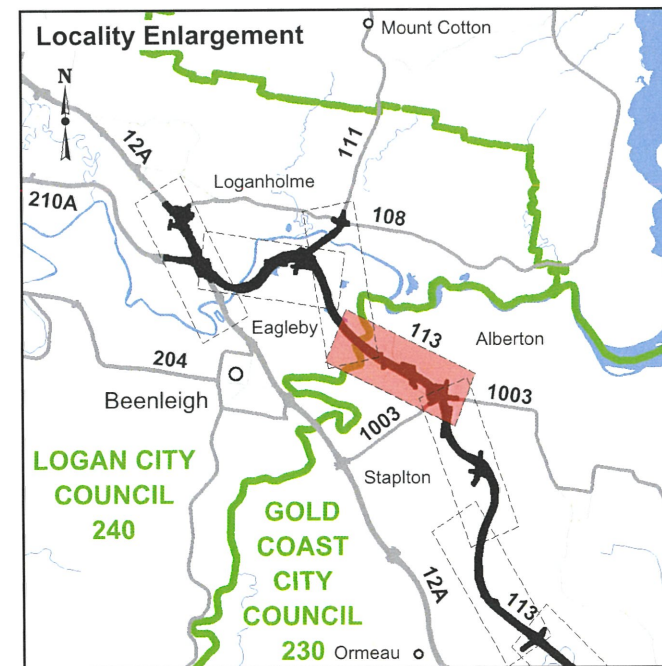 Locality Enlargement
Mount Cotton
N
12A
111
Loganholme
210A
108
Eagleby
113
Alberton
204
Beenleigh
1003
1003
LOGAN CITY
COUNCIL
240
Staplton
GOLD
COAST
CITY
COUNCIL
230
12A
113
Ormeau